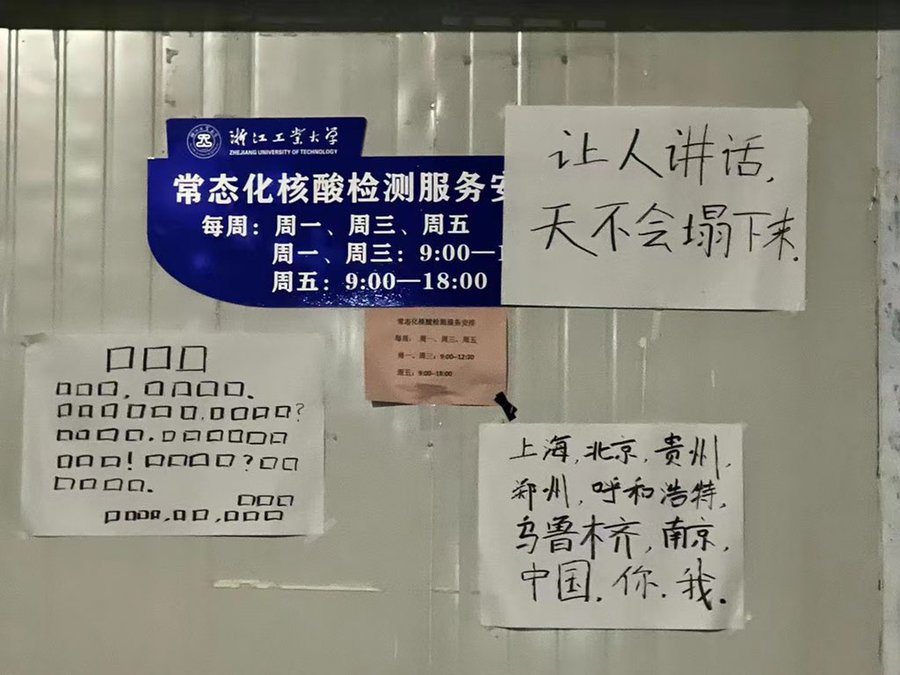 浙江工業大学
ZHEJIANG UNIVERSITY OF TECHNOLOGY
常态化核酸检测服务安
每周：周一、周三、周五
周一、周三：9:00—1
周五：9:00—18:00
让人讲话，
天不会塌下来.
常态化核酸检测服务安排
每周： 周一、周三、周五
周一、周三：9:00--12:30
周五：9:00--18:00
□□□
□□□，□□□□.
□□□□□□□，□□□□?
□□□□.□□□□□□
□□□!□□□□?□□
□□□□.
□□□
□□□□,□□,□□□
上海，北京，贵州，
郑州，呼和浩特，
乌鲁木齐，南京，
中国．你．我．